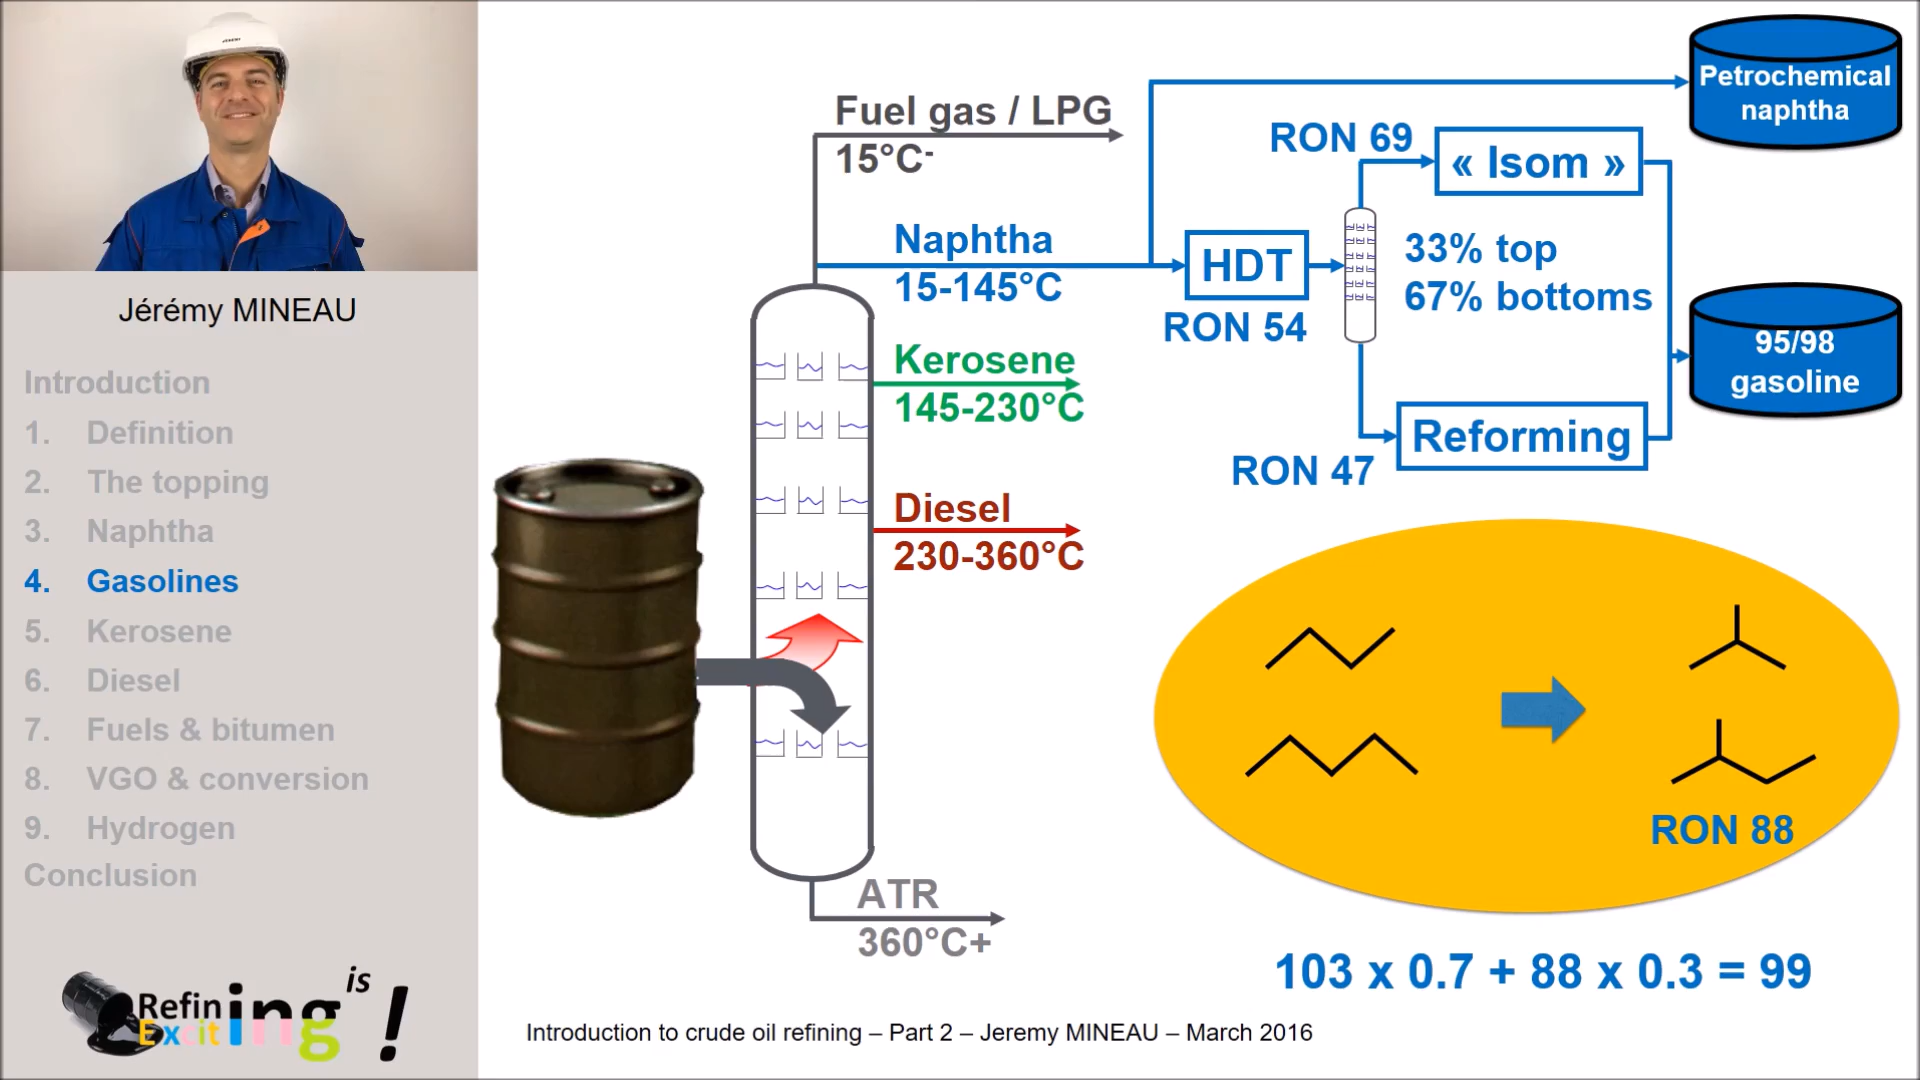 Jérémy MINEAU
Introduction
1. Definition
2. The topping
3. Naphtha
4. Gasolines
5. Kerosene
6. Diesel
7. Fuels & bitumen
8. VGO & conversion
9. Hydrogen
Conclusion
Refining is
Exciting !
Fuel gas / LPG
15°C-
Naphtha
15-145°C
Kerosene
145-230°C
Diesel
230-360°C
ATR
360°C+
HDT
RON 54
RON 69
« Isom »
33% top
67% bottoms
RON 47
Reforming
Petrochemical
naphtha
95/98
gasoline
RON 88
103 x 0.7 + 88 x 0.3 = 99
Introduction to crude oil refining – Part 2 – Jeremy MINEAU – March 2016